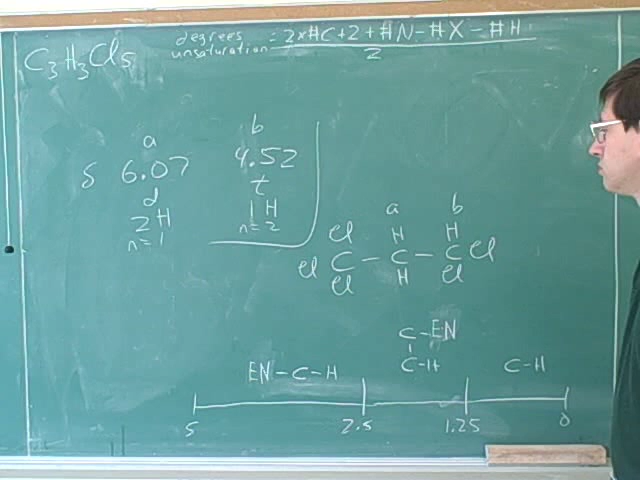 C3H3Cl5
degrees unsaturation = 2×#C+2+#N-#X-#H
2
a b
δ 6.07 4.52
d t
2H 1H
n=1 n=2
a b
Cl H H
Cl C - C - C Cl
Cl H Cl
C-EN
EN-C-H C-H C-H
5 2.5 1.25 0